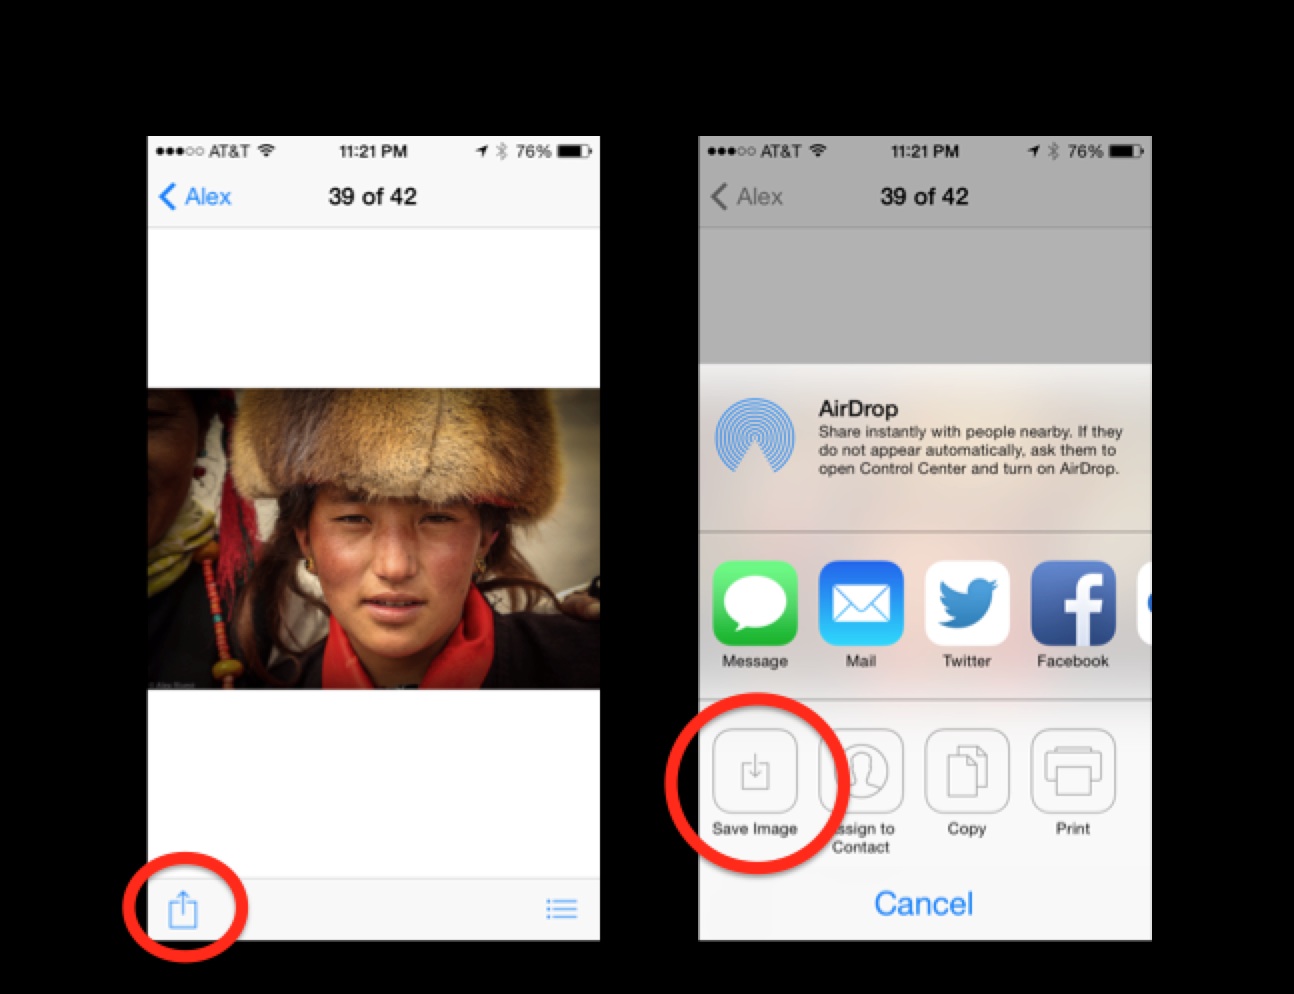 AT&T 11:21 PM 76%
Alex 39 of 42
AT&T 11:21 PM 76%
Alex 39 of 42
AirDrop
Share instantly with people nearby. If they
do not appear automatically, ask them to
open Control Center and turn on AirDrop.
Message Mail Twitter Facebook
Save Image ssign to Copy Print
Contact
Cancel